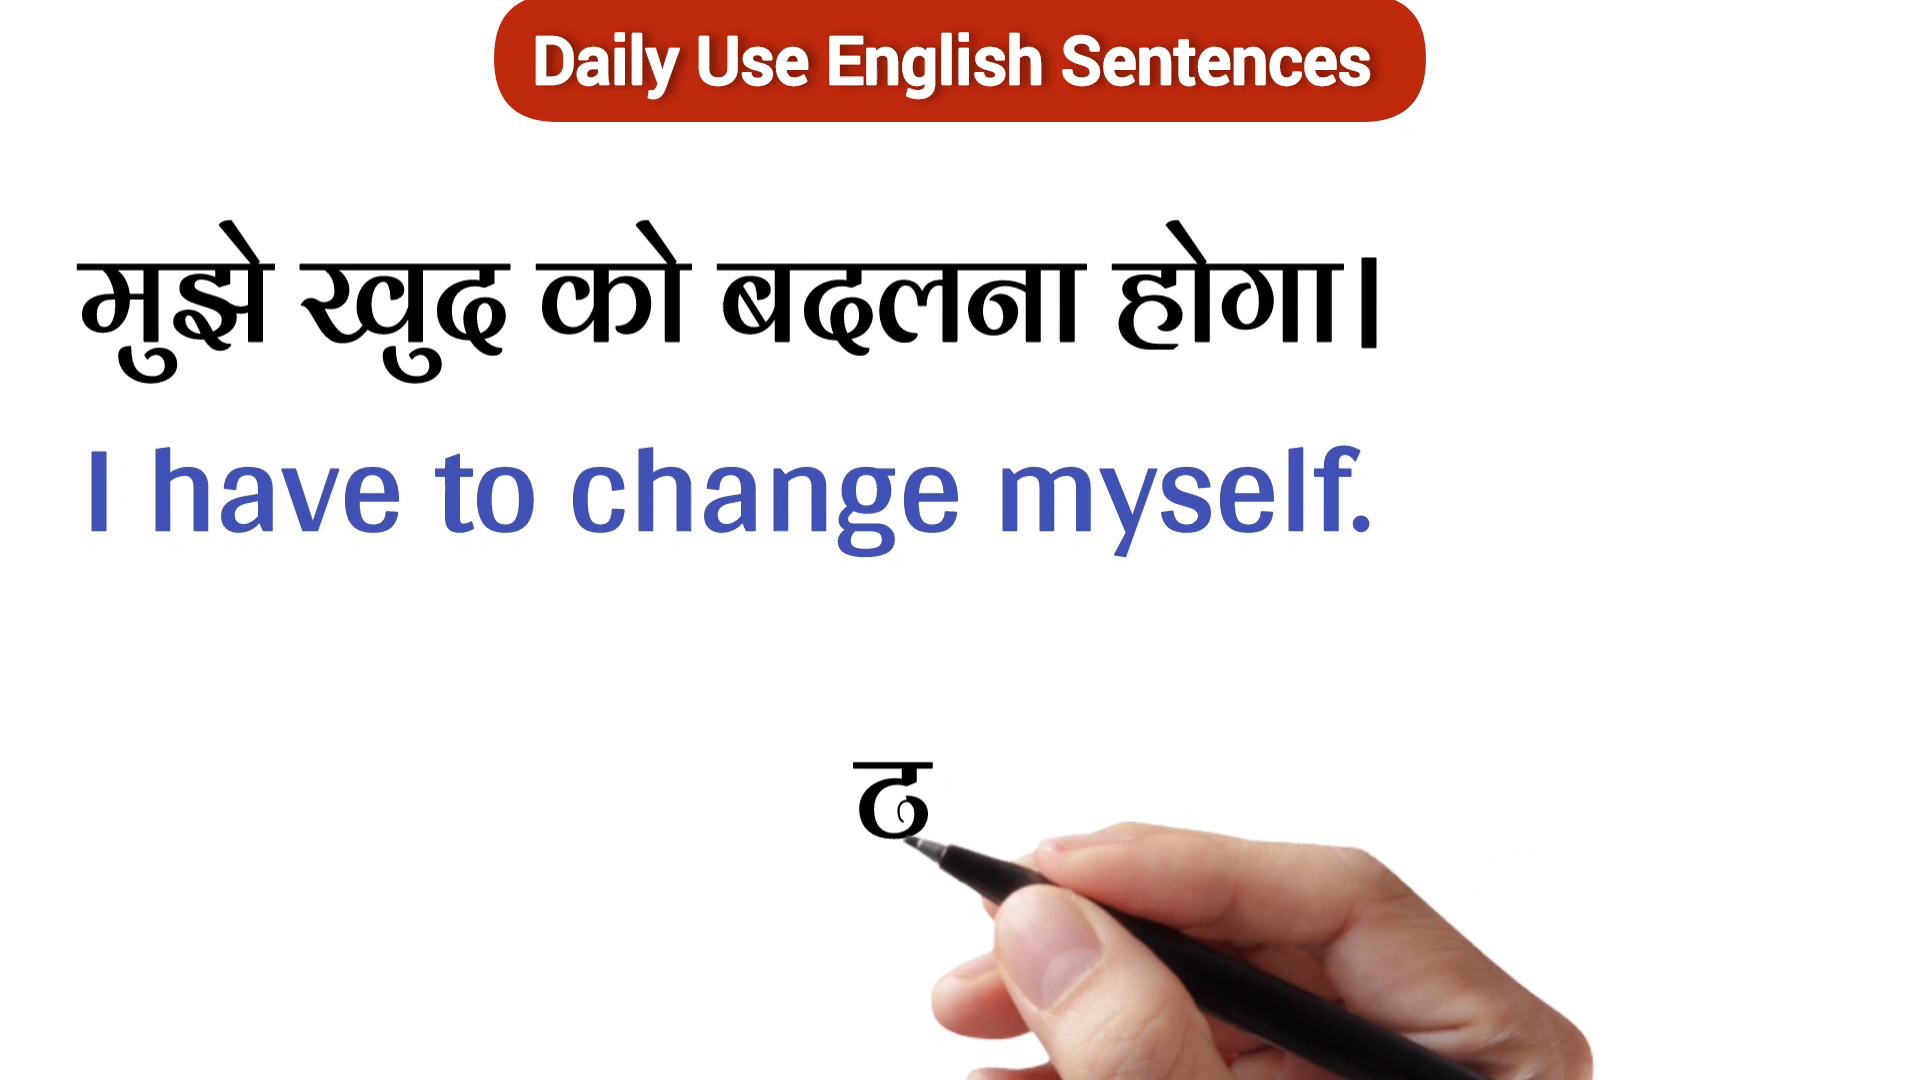 Daily Use English Sentences
मुझे खुद को बदलना होगा।
I have to change myself.
ढ